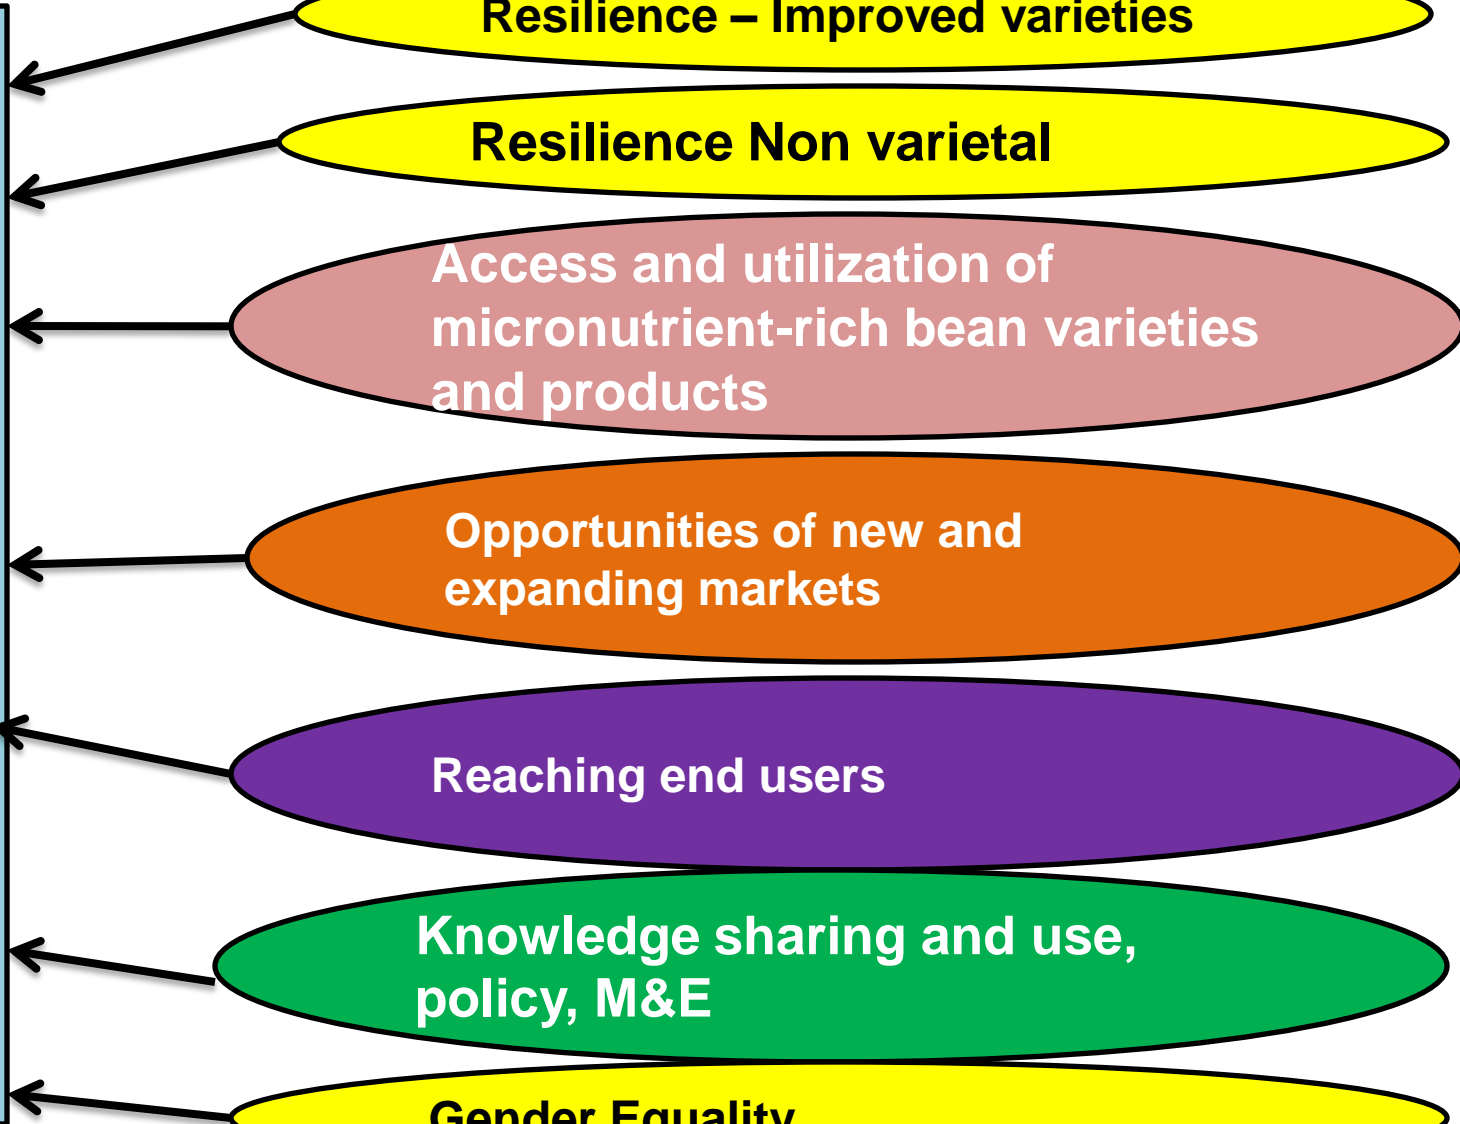 Resilience – Improved varieties
Resilience Non varietal
Access and utilization of
micronutrient-rich bean varieties
and products
Opportunities of new and
expanding markets
Reaching end users
Knowledge sharing and use,
policy, M&E
Gender Equality